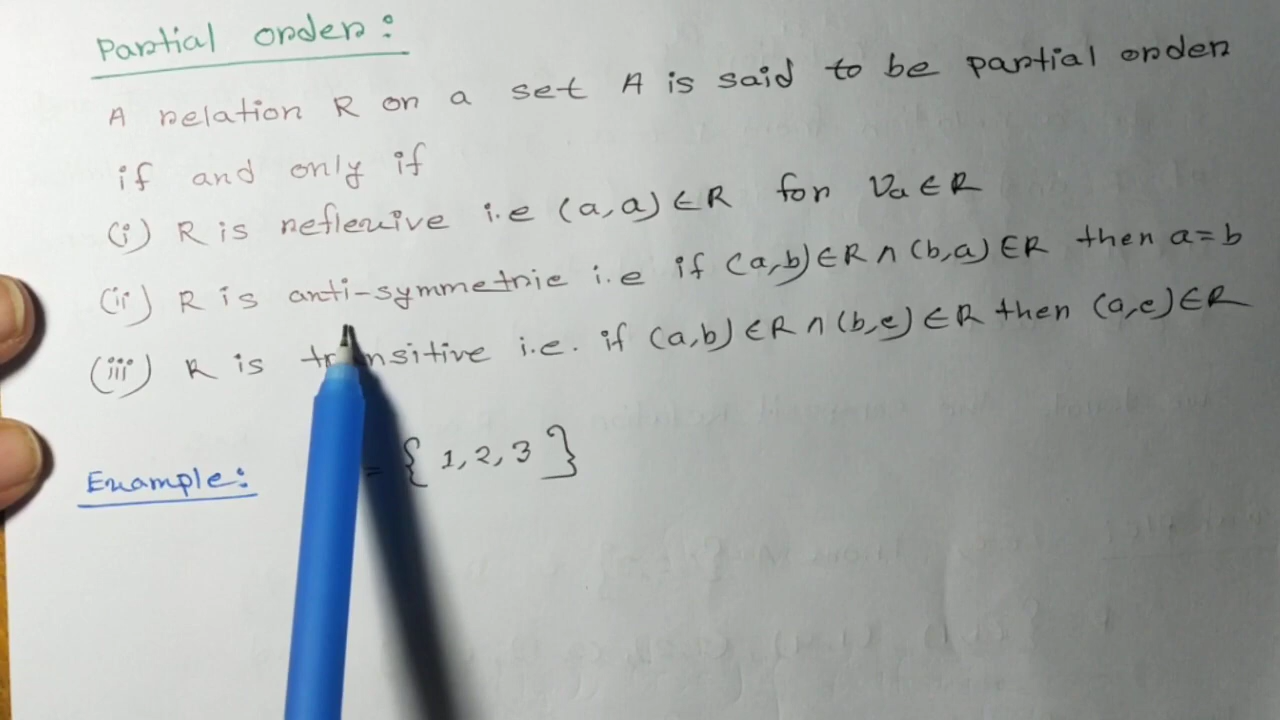 Partial order:
A relation R on a set A is said to be partial order
if and only if
(i) R is reflexive i.e (a,a) ∈ R for ∀a ∈ R
(ii) R is anti-symmetric i.e if (a,b) ∈ R ∧ (b,a) ∈ R then a=b
(iii) R is transitive i.e. if (a,b) ∈ R ∧ (b,c) ∈ R then (a,c) ∈ R
Example: = { 1, 2, 3 }